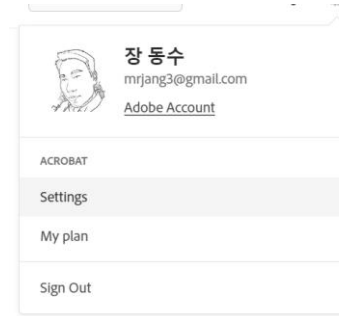 장 동수
mrjang3@gmail.com
Adobe Account
ACROBAT
Settings
My plan
Sign Out